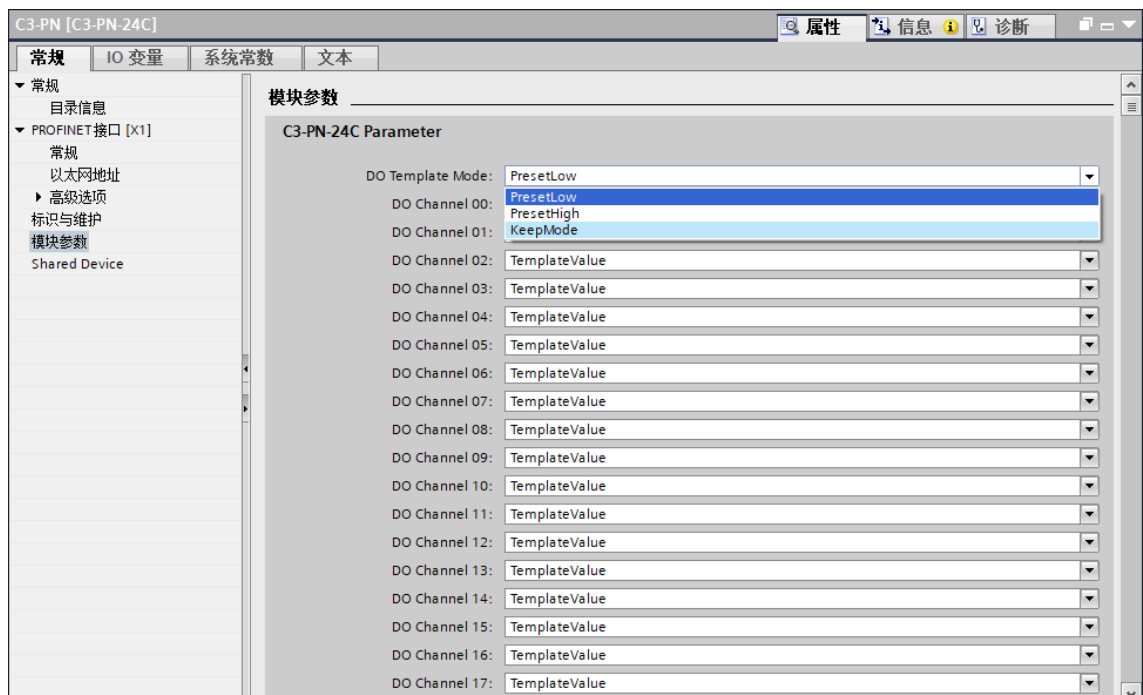 C3-PN [C3-PN-24C]
属性
信息
诊断
常规
IO 变量
系统常数
文本
常规
目录信息
PROFINET接口 [X1]
常规
以太网地址
高级选项
标识与维护
模块参数
Shared Device
模块参数
C3-PN-24C Parameter
DO Template Mode: PresetLow
PresetLow
PresetHigh
KeepMode
DO Channel 00:
DO Channel 01:
DO Channel 02: TemplateValue
DO Channel 03: TemplateValue
DO Channel 04: TemplateValue
DO Channel 05: TemplateValue
DO Channel 06: TemplateValue
DO Channel 07: TemplateValue
DO Channel 08: TemplateValue
DO Channel 09: TemplateValue
DO Channel 10: TemplateValue
DO Channel 11: TemplateValue
DO Channel 12: TemplateValue
DO Channel 13: TemplateValue
DO Channel 14: TemplateValue
DO Channel 15: TemplateValue
DO Channel 16: TemplateValue
DO Channel 17: TemplateValue